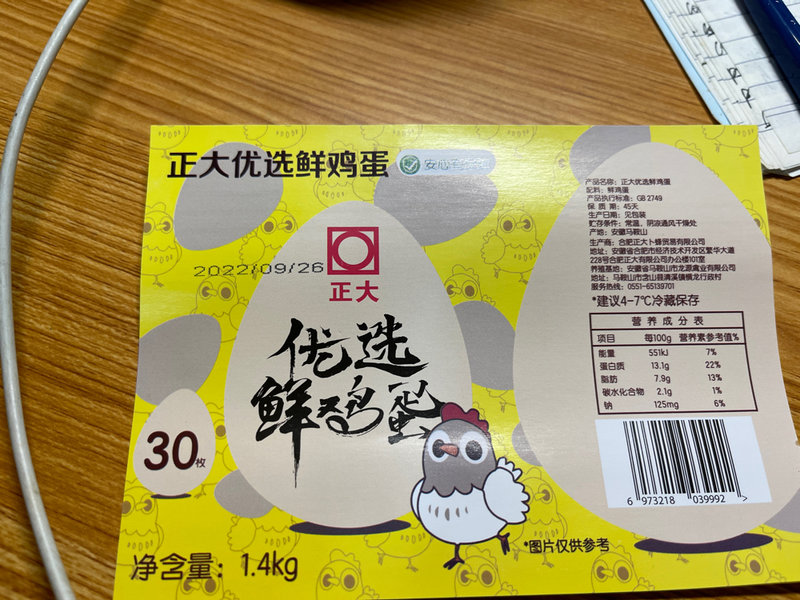 正大优选鲜鸡蛋
安心
2022/09/26
正大
优选
鲜鸡蛋
30枚
净含量：1.4kg
*图片仅供参考
产品名称：正大优选鲜鸡蛋
配料：鲜鸡蛋
产品执行标准：GB 2749
保 质 期：45天
生产日期：见包装
贮存条件：常温、阴凉通风干燥处
产地：安徽马鞍山
生产商：合肥正大卜蜂贸易有限公司
地址：安徽省合肥市经济技术开发区繁华大道
228号合肥正大有限公司办公楼101室
养殖基地：安徽省马鞍山市龙源禽业有限公司
地址：马鞍山市含山县清溪镇横龙行政村
服务热线：0551-65139701
*建议4-7℃冷藏保存
营 养 成 分 表
项目 每100g 营养素参考值%
能量 551kJ 7%
蛋白质 13.1g 22%
脂肪 7.9g 13%
碳水化合物 2.1g 1%
钠 125mg 6%
6 973218 039992 >